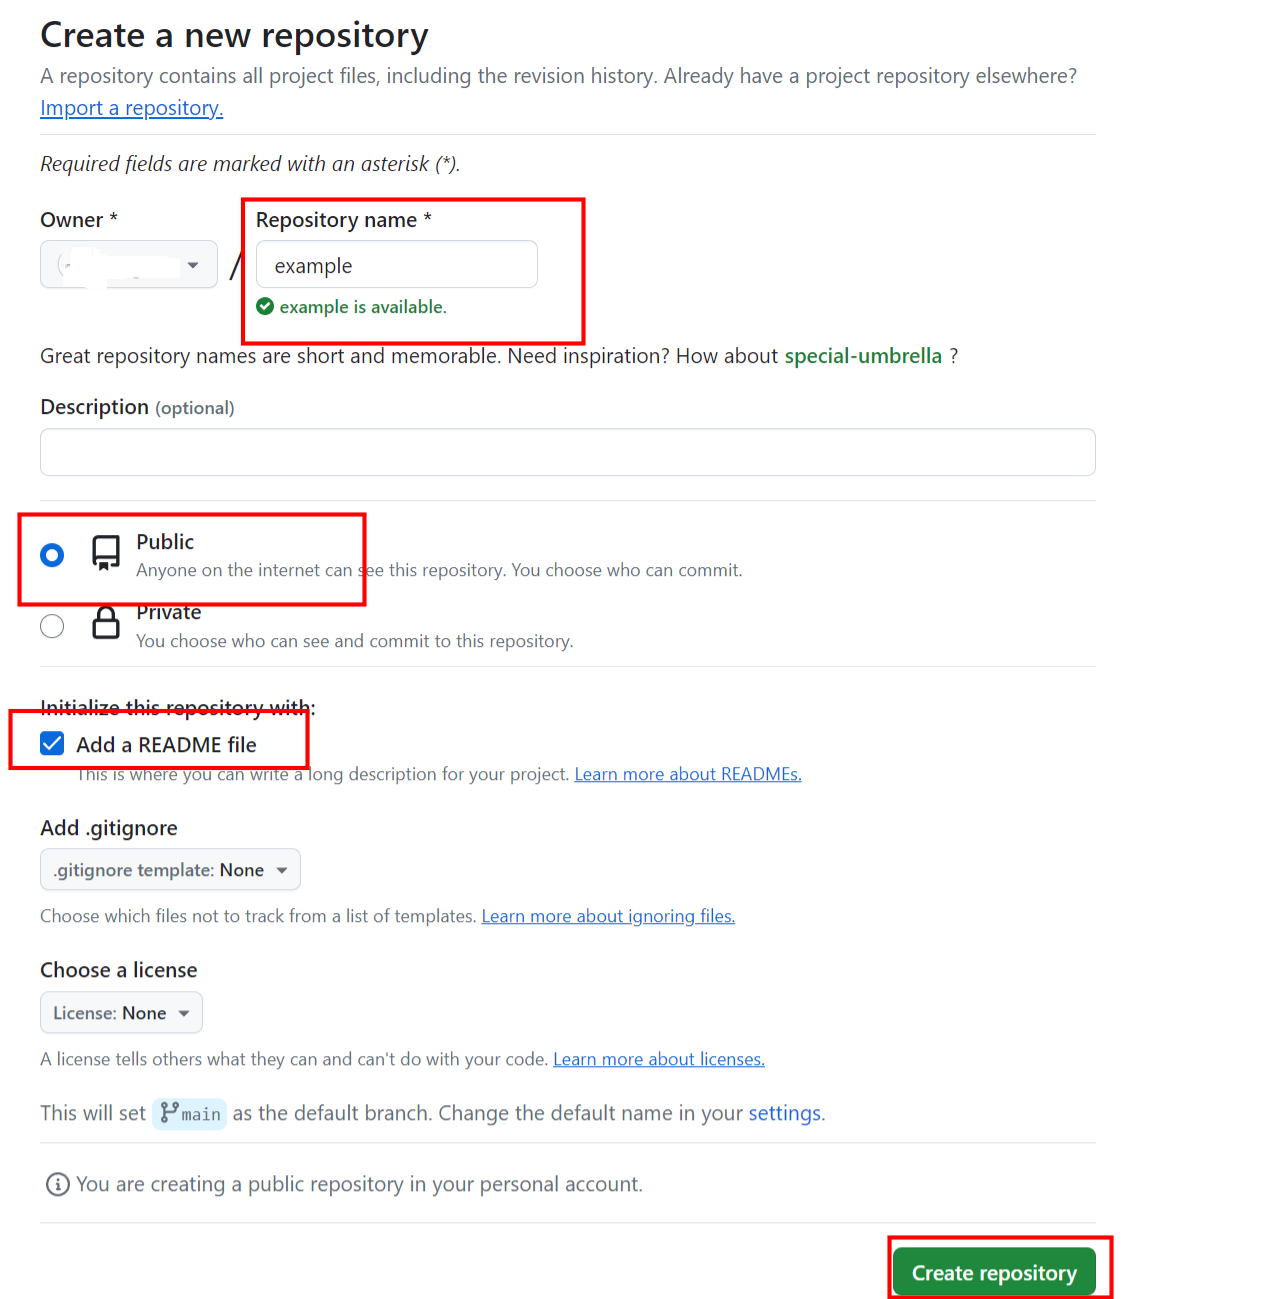 Create a new repository
A repository contains all project files, including the revision history. Already have a project repository elsewhere?
Import a repository.
Required fields are marked with an asterisk (*).
Owner *
Repository name *
/
example
example is available.
Great repository names are short and memorable. Need inspiration? How about special-umbrella ?
Description (optional)
Public
Anyone on the internet can see this repository. You choose who can commit.
Private
You choose who can see and commit to this repository.
Initialize this repository with:
Add a README file
This is where you can write a long description for your project. Learn more about READMEs.
Add .gitignore
.gitignore template: None
Choose which files not to track from a list of templates. Learn more about ignoring files.
Choose a license
License: None
A license tells others what they can and can't do with your code. Learn more about licenses.
This will set main as the default branch. Change the default name in your settings.
You are creating a public repository in your personal account.
Create repository